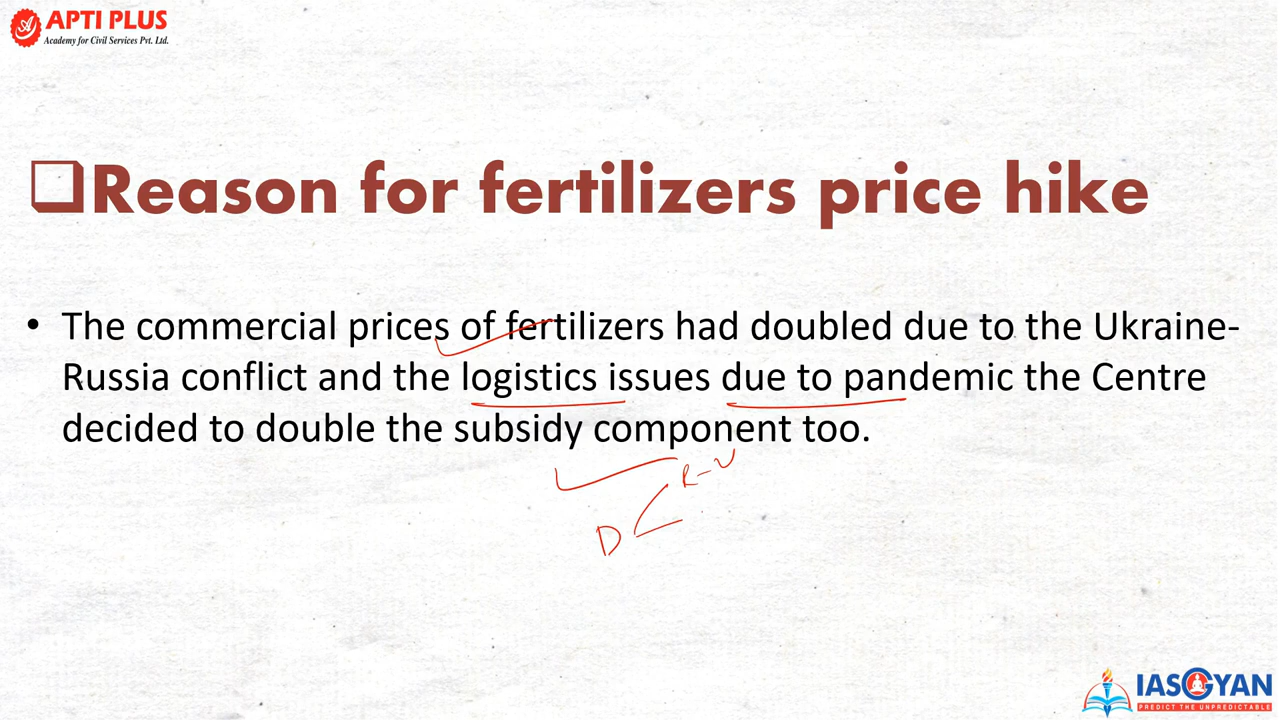 APTI PLUS
Academy for Civil Services Pvt. Ltd.
Reason for fertilizers price hike
• The commercial prices of fertilizers had doubled due to the Ukraine-
Russia conflict and the logistics issues due to pandemic the Centre
decided to double the subsidy component too.
R-U
D
IASGYAN
PREDICT THE UNPREDICTABLE